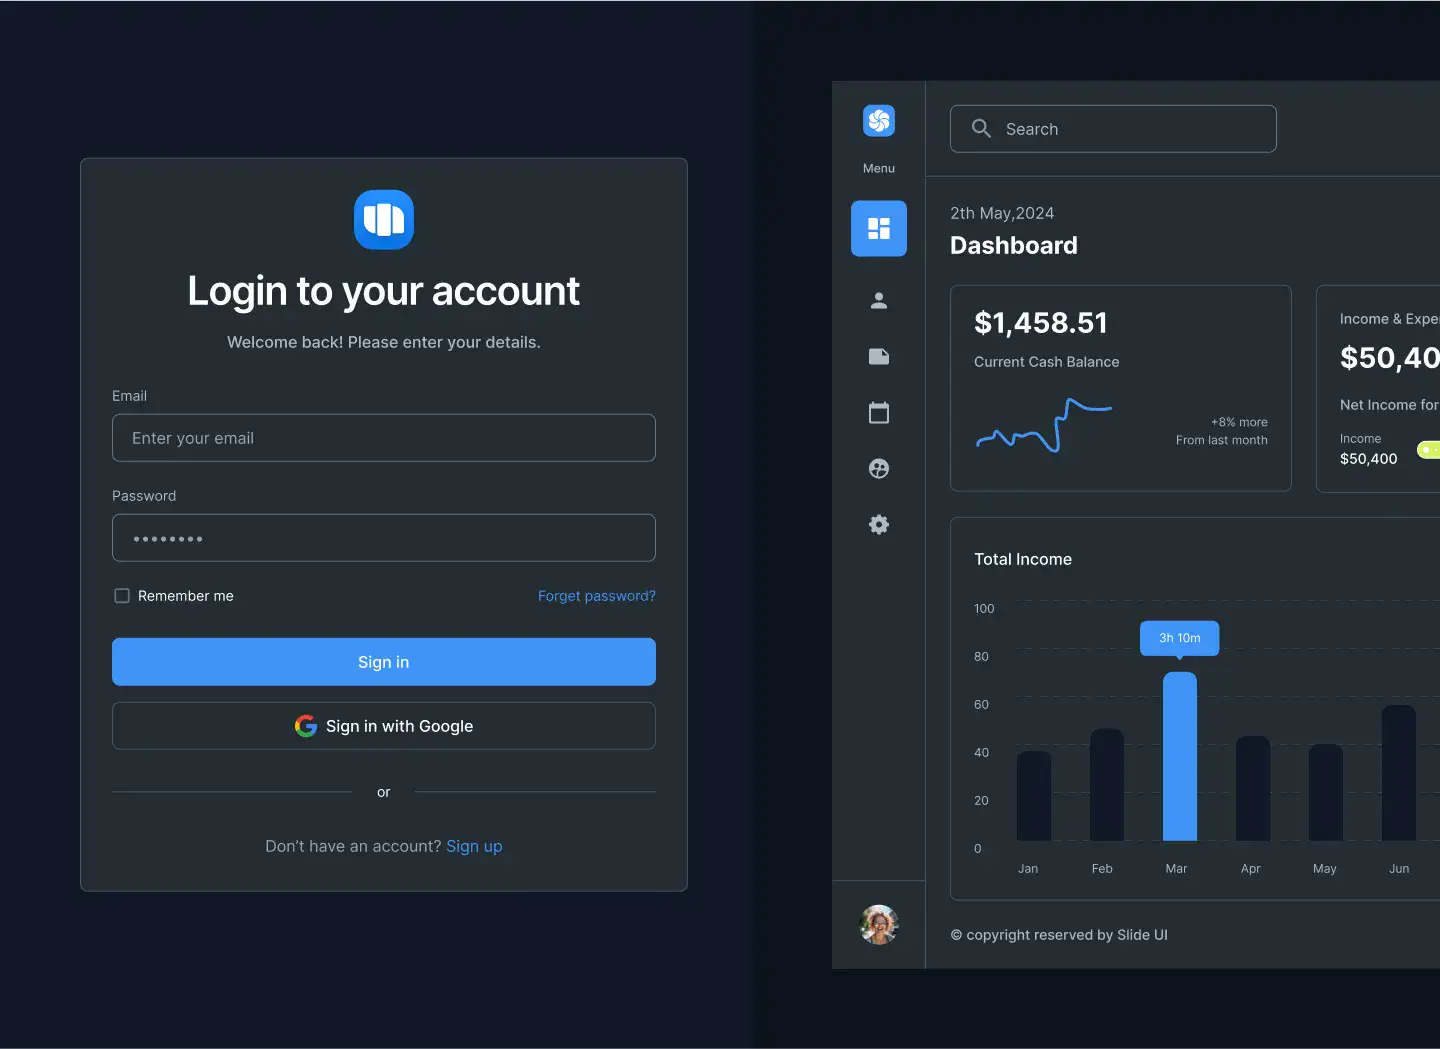 Login to your account
Welcome back! Please enter your details.
Email
Enter your email
Password
Remember me
Forget password?
Sign in
Sign in with Google
or
Don’t have an account? Sign up
Menu
Search
2th May,2024
Dashboard
$1,458.51
Current Cash Balance
+8% more
From last month
Income & Expe
$50,40
Net Income for
Income
$50,400
Total Income
100
80
60
40
20
0
3h 10m
Jan Feb Mar Apr May Jun
© copyright reserved by Slide UI